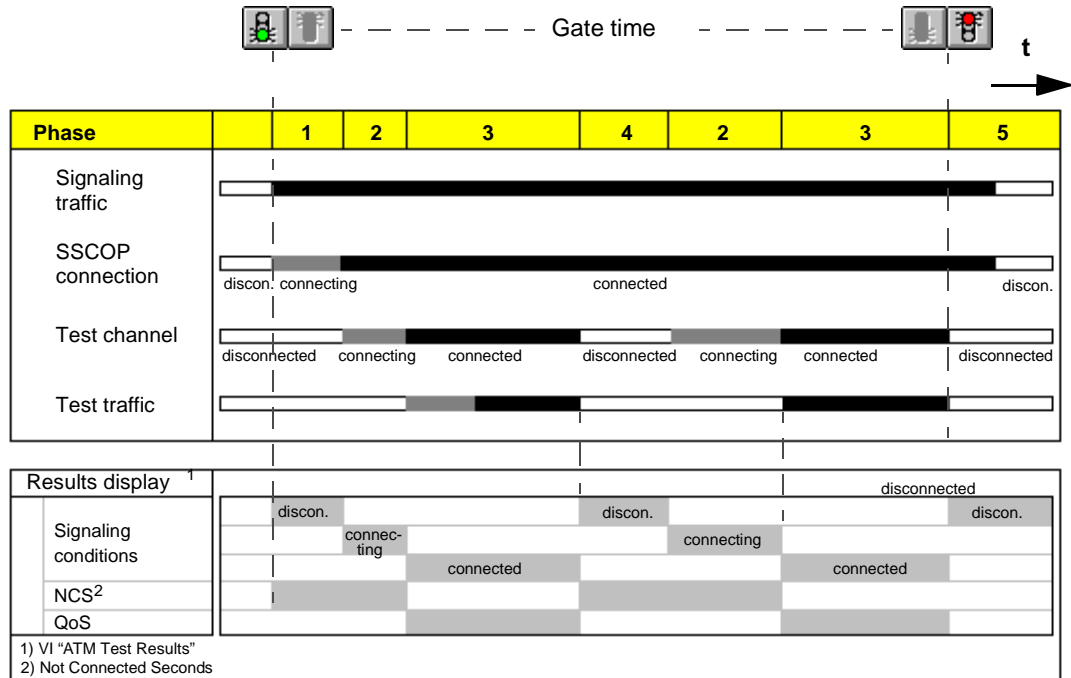 Gate time
t
Phase 1 2 3 4 2 3 5
Signaling
traffic
SSCOP
connection
discon. connecting connected discon.
Test channel
disconnected connecting connected disconnected connecting connected disconnected
Test traffic
Results display 1
disconnected
discon. discon. discon.
Signaling
conditions
connec-
ting
connecting
connected connected
NCS2
QoS
1) VI “ATM Test Results”
2) Not Connected Seconds